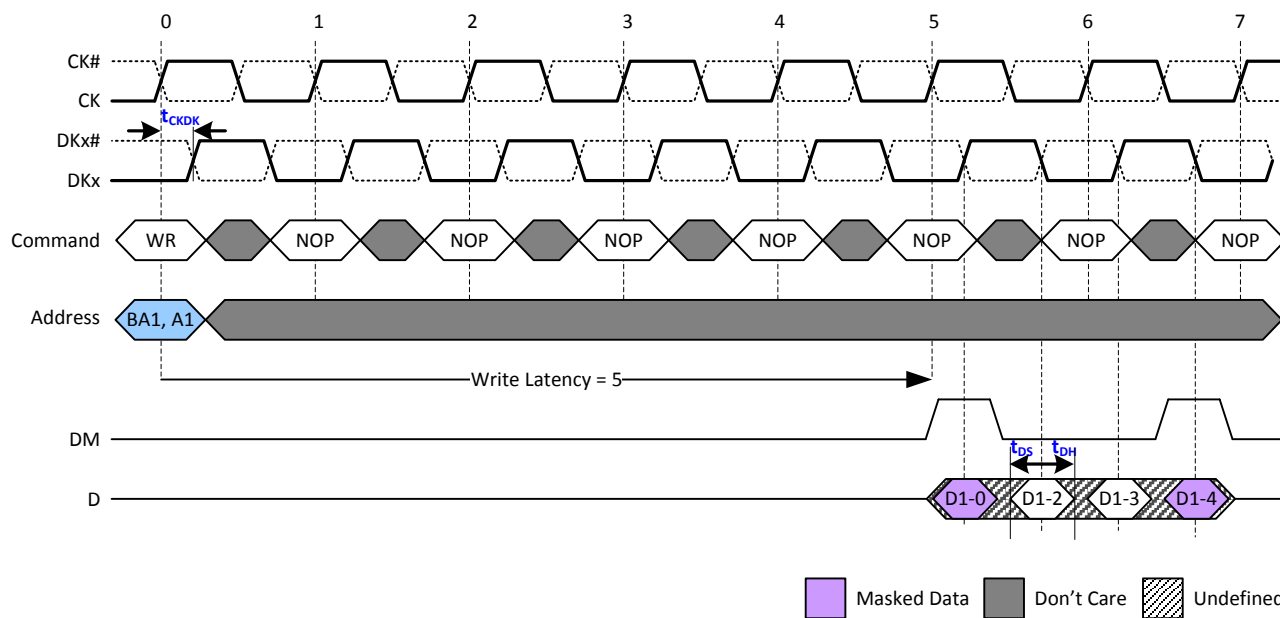 0 1 2 3 4 5 6 7
CK#
CK
tCKDK
DKx#
DKx
Command WR NOP NOP NOP NOP NOP NOP NOP
Address BA1, A1
Write Latency = 5
DM
tDS tDH
D D1-0 D1-2 D1-3 D1-4
Masked Data Don't Care Undefined